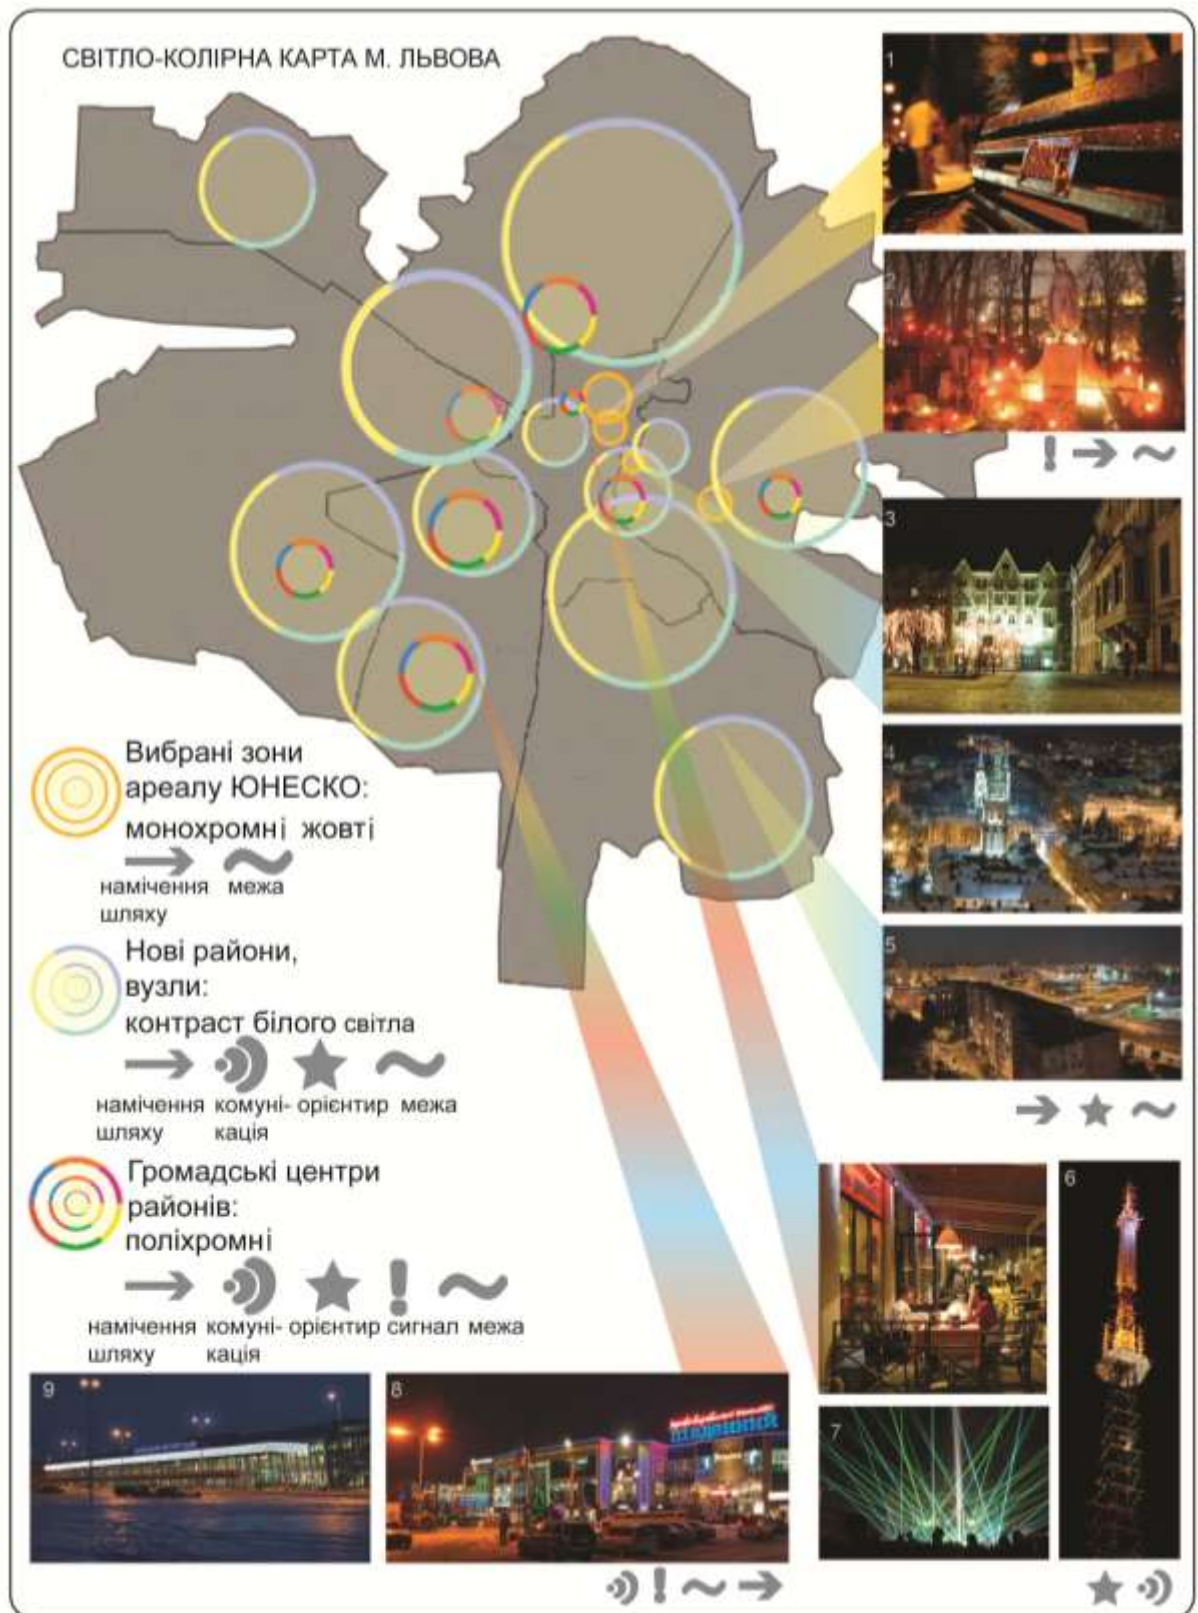 СВІТЛО-КОЛІРНА КАРТА М. ЛЬВОВА
1
2
3
4
5
Вибрані зони
ареалу ЮНЕСКО:
монохромні жовті
намічення межа
шляху
Нові райони,
вузли:
контраст білого світла
намічення комуні- орієнтир межа
шляху кація
Громадські центри
районів:
поліхромні
намічення комуні- орієнтир сигнал межа
шляху кація
6
7
8
9